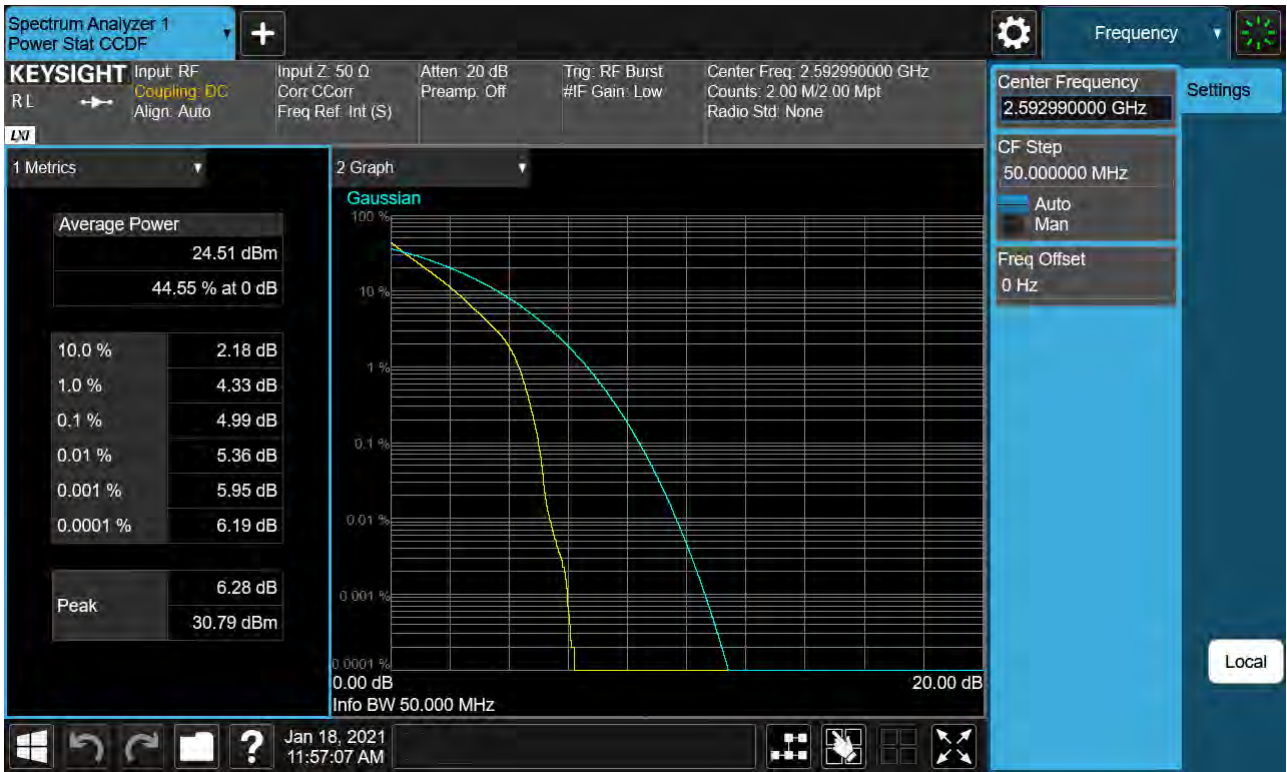 Spectrum Analyzer 1
Power Stat CCDF
Frequency
KEYSIGHT
RL
LXI
Input: RF
Coupling: DC
Align: Auto
Input Z: 50 Ω
Corr CCorr
Freq Ref: Int (S)
Atten: 20 dB
Preamp: Off
Trig: RF Burst
#IF Gain: Low
Center Freq: 2.592990000 GHz
Counts: 2.00 M/2.00 Mpt
Radio Std: None
Center Frequency
2.592990000 GHz
Settings
CF Step
50.000000 MHz
Auto
Man
Freq Offset
0 Hz
1 Metrics
Average Power
24.51 dBm
44.55 % at 0 dB
10.0 % 2.18 dB
1.0 % 4.33 dB
0.1 % 4.99 dB
0.01 % 5.36 dB
0.001 % 5.95 dB
0.0001 % 6.19 dB
Peak
6.28 dB
30.79 dBm
2 Graph
Gaussian
100 %
10 %
1 %
0.1 %
0.01 %
0.001 %
0.0001 %
0.00 dB 20.00 dB
Info BW 50.000 MHz
Local
Jan 18, 2021
11:57:07 AM